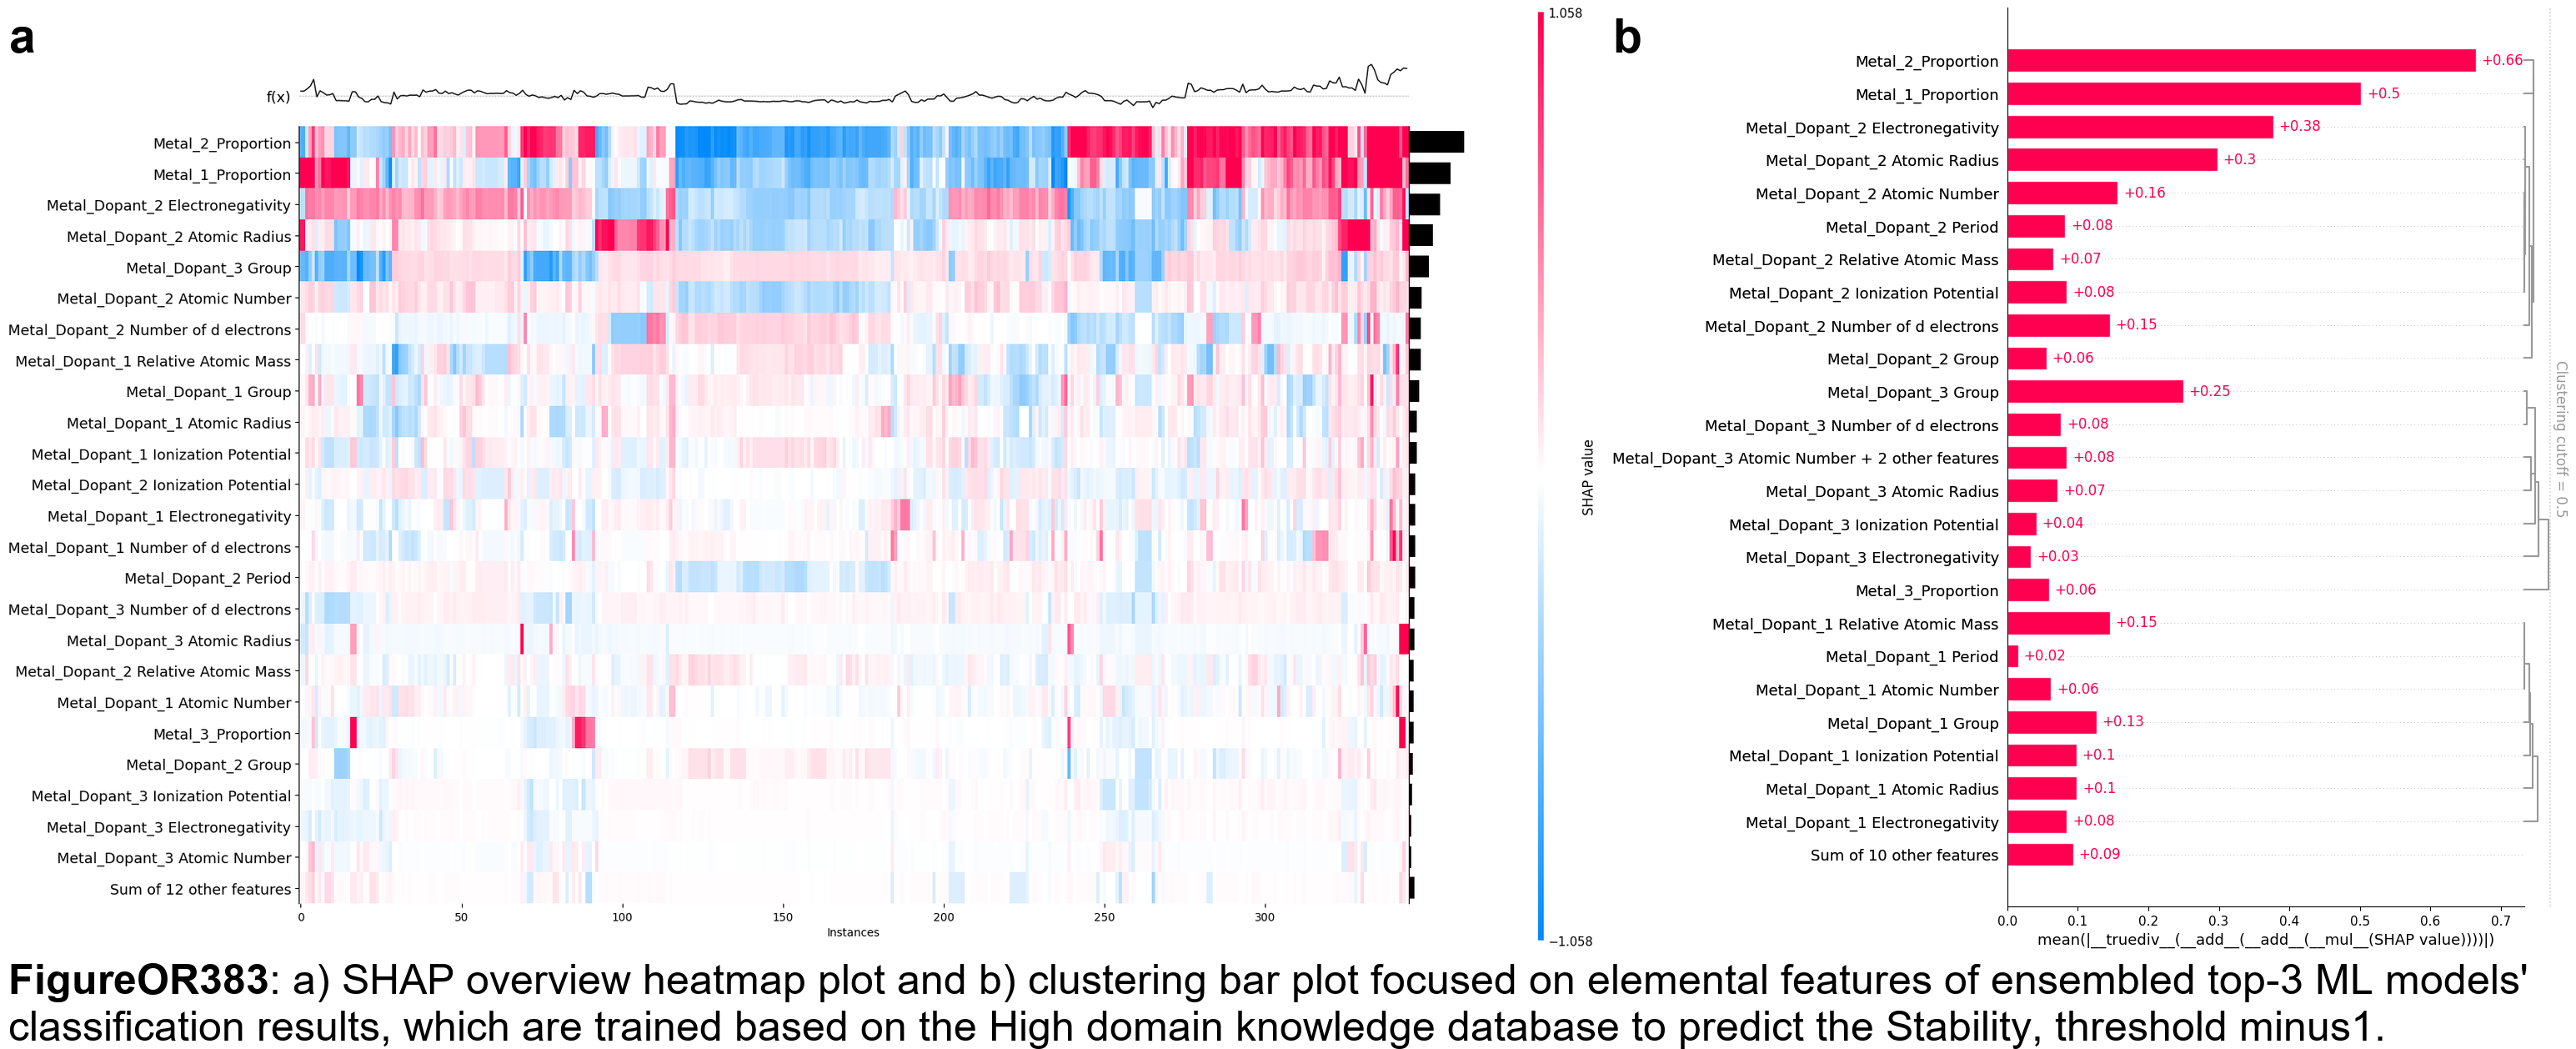 a
f(x)
Metal_2_Proportion
Metal_1_Proportion
Metal_Dopant_2 Electronegativity
Metal_Dopant_2 Atomic Radius
Metal_Dopant_3 Group
Metal_Dopant_2 Atomic Number
Metal_Dopant_2 Number of d electrons
Metal_Dopant_1 Relative Atomic Mass
Metal_Dopant_1 Group
Metal_Dopant_1 Atomic Radius
Metal_Dopant_1 Ionization Potential
Metal_Dopant_2 Ionization Potential
Metal_Dopant_1 Electronegativity
Metal_Dopant_1 Number of d electrons
Metal_Dopant_2 Period
Metal_Dopant_3 Number of d electrons
Metal_Dopant_3 Atomic Radius
Metal_Dopant_2 Relative Atomic Mass
Metal_Dopant_1 Atomic Number
Metal_3_Proportion
Metal_Dopant_2 Group
Metal_Dopant_3 Ionization Potential
Metal_Dopant_3 Electronegativity
Metal_Dopant_3 Atomic Number
Sum of 12 other features
0 50 100 150 200 250 300
Instances
1.058
SHAP value
−1.058
b
Metal_2_Proportion +0.66
Metal_1_Proportion +0.5
Metal_Dopant_2 Electronegativity +0.38
Metal_Dopant_2 Atomic Radius +0.3
Metal_Dopant_2 Atomic Number +0.16
Metal_Dopant_2 Period +0.08
Metal_Dopant_2 Relative Atomic Mass +0.07
Metal_Dopant_2 Ionization Potential +0.08
Metal_Dopant_2 Number of d electrons +0.15
Metal_Dopant_2 Group +0.06
Metal_Dopant_3 Group +0.25
Metal_Dopant_3 Number of d electrons +0.08
Metal_Dopant_3 Atomic Number + 2 other features +0.08
Metal_Dopant_3 Atomic Radius +0.07
Metal_Dopant_3 Ionization Potential +0.04
Metal_Dopant_3 Electronegativity +0.03
Metal_3_Proportion +0.06
Metal_Dopant_1 Relative Atomic Mass +0.15
Metal_Dopant_1 Period +0.02
Metal_Dopant_1 Atomic Number +0.06
Metal_Dopant_1 Group +0.13
Metal_Dopant_1 Ionization Potential +0.1
Metal_Dopant_1 Atomic Radius +0.1
Metal_Dopant_1 Electronegativity +0.08
Sum of 10 other features +0.09
0.0 0.1 0.2 0.3 0.4 0.5 0.6 0.7
mean(|__truediv__(__add__(__add__(__mul__(SHAP value))))|)
Clustering cutoff = 0.5
FigureOR383: a) SHAP overview heatmap plot and b) clustering bar plot focused on elemental features of ensembled top-3 ML models'
classification results, which are trained based on the High domain knowledge database to predict the Stability, threshold minus1.